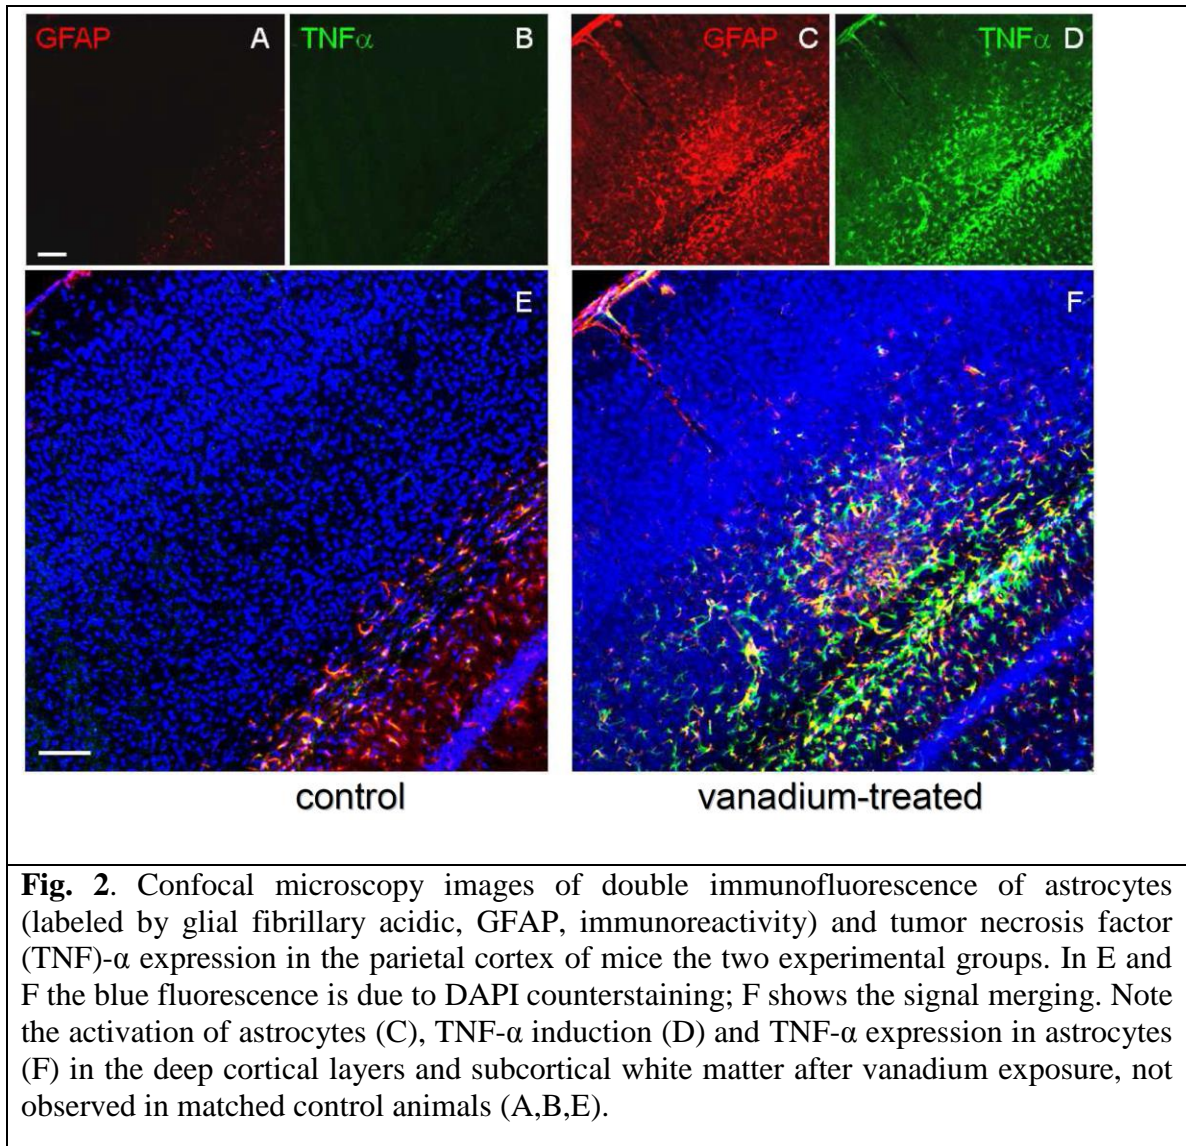 GFAP A TNFα B GFAP C TNFα D
E F
control vanadium-treated
Fig. 2. Confocal microscopy images of double immunofluorescence of astrocytes
(labeled by glial fibrillary acidic, GFAP, immunoreactivity) and tumor necrosis factor
(TNF)-α expression in the parietal cortex of mice the two experimental groups. In E and
F the blue fluorescence is due to DAPI counterstaining; F shows the signal merging. Note
the activation of astrocytes (C), TNF-α induction (D) and TNF-α expression in astrocytes
(F) in the deep cortical layers and subcortical white matter after vanadium exposure, not
observed in matched control animals (A,B,E).